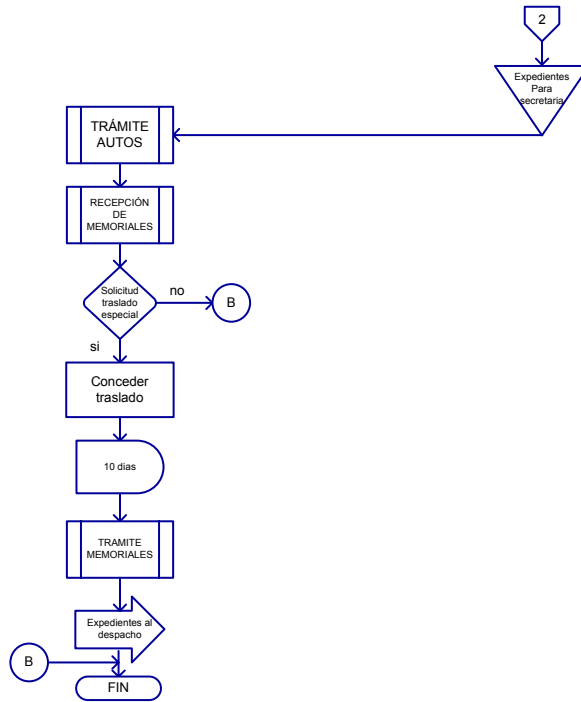 2
Expedientes
Para
secretaria
TRÁMITE
AUTOS
RECEPCIÓN
DE
MEMORIALES
Solicitud
traslado
especial
no
B
si
Conceder
traslado
10 dias
TRAMITE
MEMORIALES
Expedientes al
despacho
B
FIN